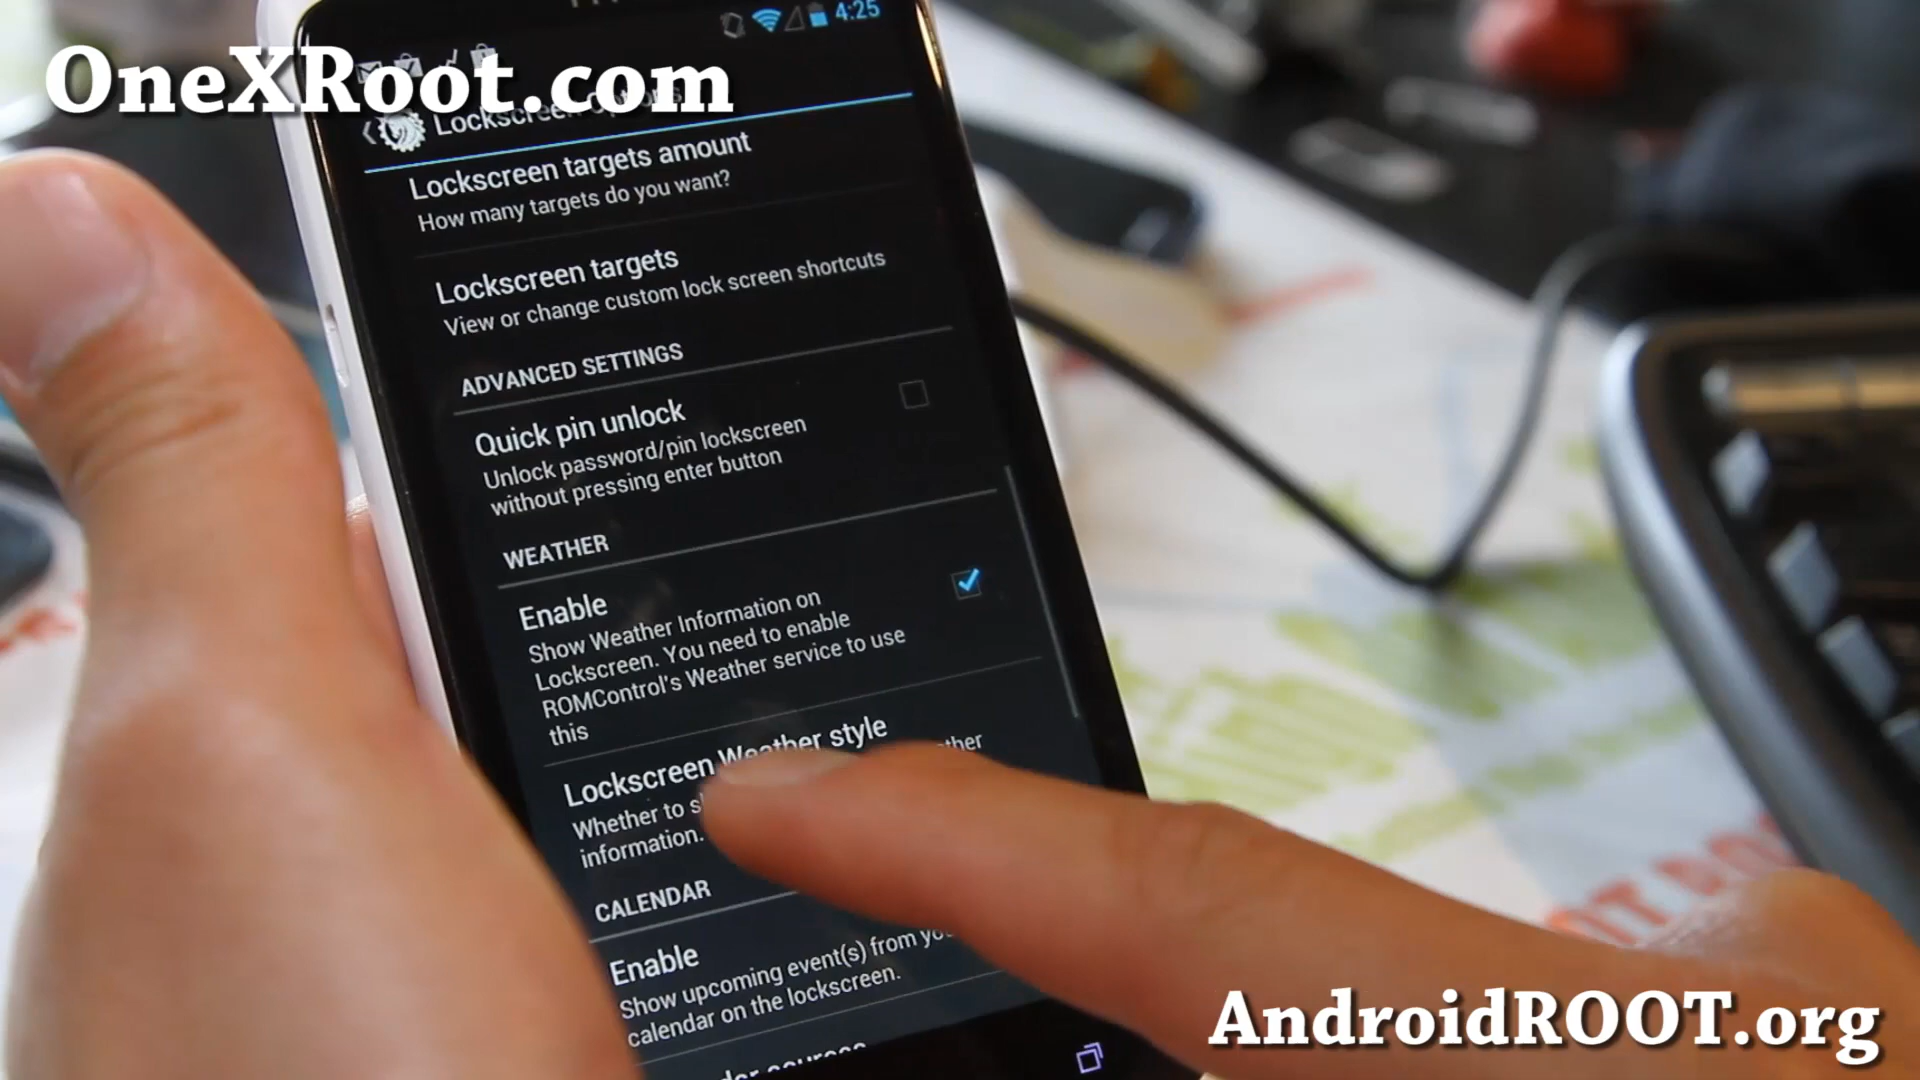 4:25
OneXRoot.com
Lockscreen
Lockscreen targets amount
How many targets do you want?
Lockscreen targets
View or change custom lock screen shortcuts
ADVANCED SETTINGS
Quick pin unlock
Unlock password/pin lockscreen
without pressing enter button
WEATHER
Enable
Show Weather Information on
Lockscreen. You need to enable
ROMControl's Weather service to use
this
Lockscreen Weather style
Whether to
information.
CALENDAR
Enable
Show upcoming event(s) from
calendar on the lockscreen.
AndroidROOT.org